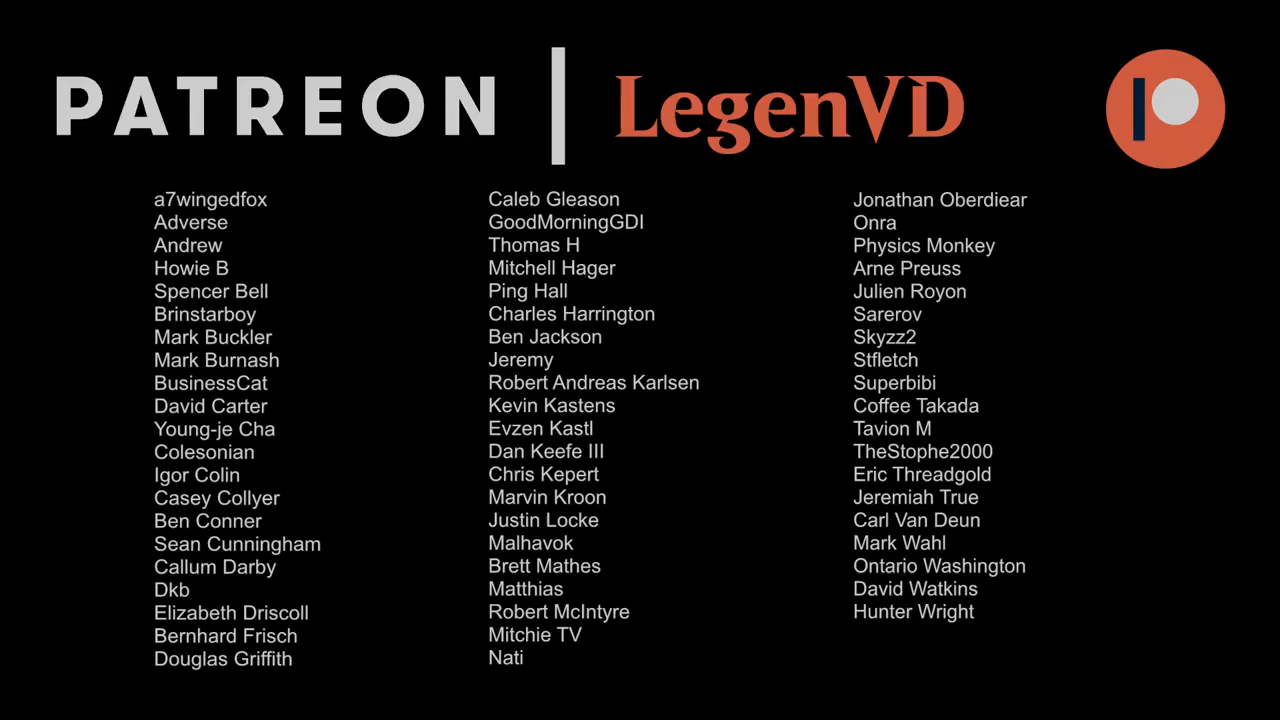 PATREON | LegenVD
a7wingedfox
Adverse
Andrew
Howie B
Spencer Bell
Brinstarboy
Mark Buckler
Mark Burnash
BusinessCat
David Carter
Young-je Cha
Colesonian
Igor Colin
Casey Collyer
Ben Conner
Sean Cunningham
Callum Darby
Dkb
Elizabeth Driscoll
Bernhard Frisch
Douglas Griffith
Caleb Gleason
GoodMorningGDI
Thomas H
Mitchell Hager
Ping Hall
Charles Harrington
Ben Jackson
Jeremy
Robert Andreas Karlsen
Kevin Kastens
Evzen Kastl
Dan Keefe III
Chris Kepert
Marvin Kroon
Justin Locke
Malhavok
Brett Mathes
Matthias
Robert McIntyre
Mitchie TV
Nati
Jonathan Oberdiear
Onra
Physics Monkey
Arne Preuss
Julien Royon
Sarerov
Skyzz2
Stfletch
Superbibi
Coffee Takada
Tavion M
TheStophe2000
Eric Threadgold
Jeremiah True
Carl Van Deun
Mark Wahl
Ontario Washington
David Watkins
Hunter Wright